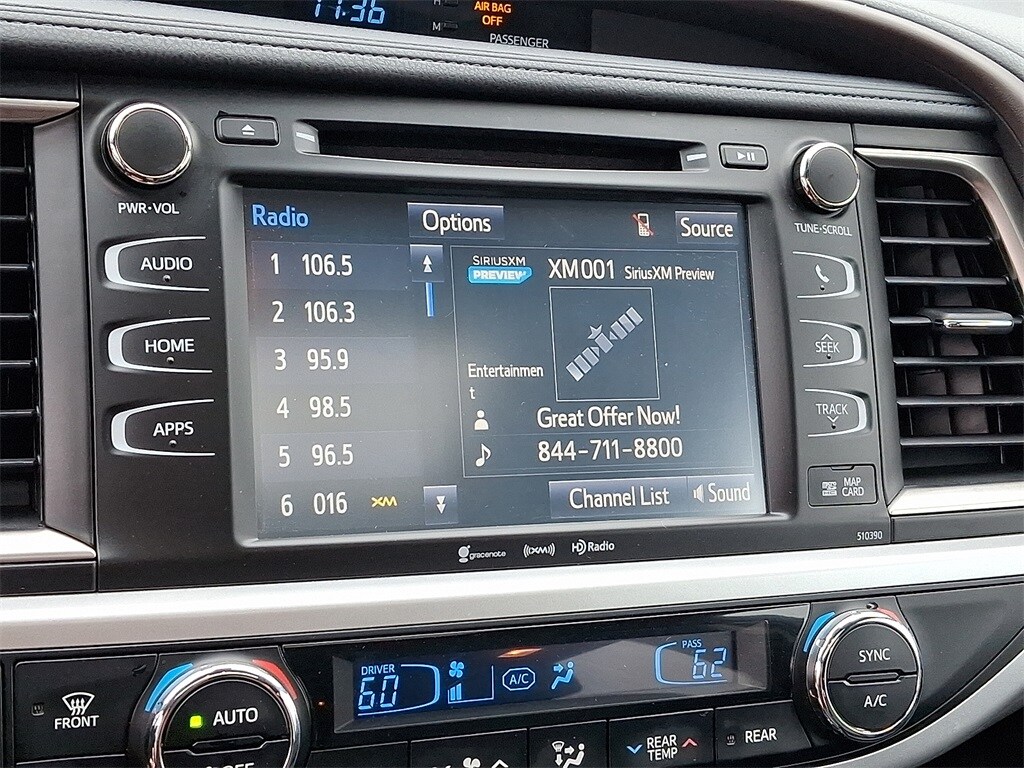 11:36
H
M
AIR BAG
OFF
PASSENGER
PWR•VOL
AUDIO
HOME
APPS
TUNE•SCROLL
SEEK
TRACK
MAP
CARD
510390
Radio
Options
Source
1 106.5
2 106.3
3 95.9
4 98.5
5 96.5
6 016 XM
SIRIUSXM
PREVIEW
XM001 SiriusXM Preview
Entertainmen
t
Great Offer Now!
844-711-8800
Channel List
Sound
gracenote
((XM))
HD Radio
FRONT
AUTO
OFF
DRIVER
60
A/C
PASS
62
SYNC
A/C
REAR
TEMP
REAR